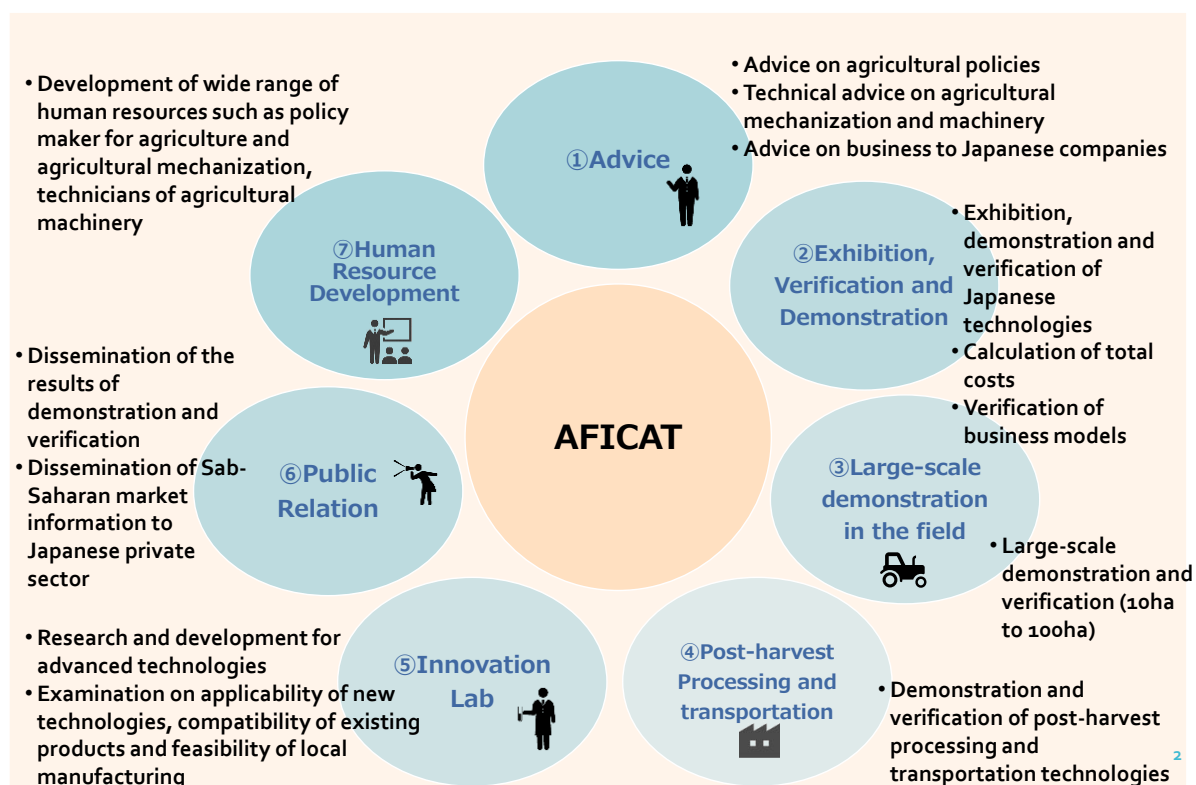 • Advice on agricultural policies
• Technical advice on agricultural
mechanization and machinery
• Advice on business to Japanese companies
①Advice
• Exhibition,
demonstration and
verification of
Japanese
technologies
• Calculation of total
costs
• Verification of
business models
②Exhibition,
Verification and
Demonstration
③Large-scale
demonstration
in the field
• Large-scale
demonstration and
verification (10ha
to 100ha)
④Post-harvest
Processing and
transportation
• Demonstration and
verification of post-harvest
processing and
transportation technologies
⑤Innovation
Lab
• Research and development for
advanced technologies
• Examination on applicability of new
technologies, compatibility of existing
products and feasibility of local
manufacturing
⑥Public
Relation
• Dissemination of the
results of
demonstration and
verification
• Dissemination of Sab-
Saharan market
information to
Japanese private
sector
⑦Human
Resource
Development
• Development of wide range of
human resources such as policy
maker for agriculture and
agricultural mechanization,
technicians of agricultural
machinery
AFICAT
2